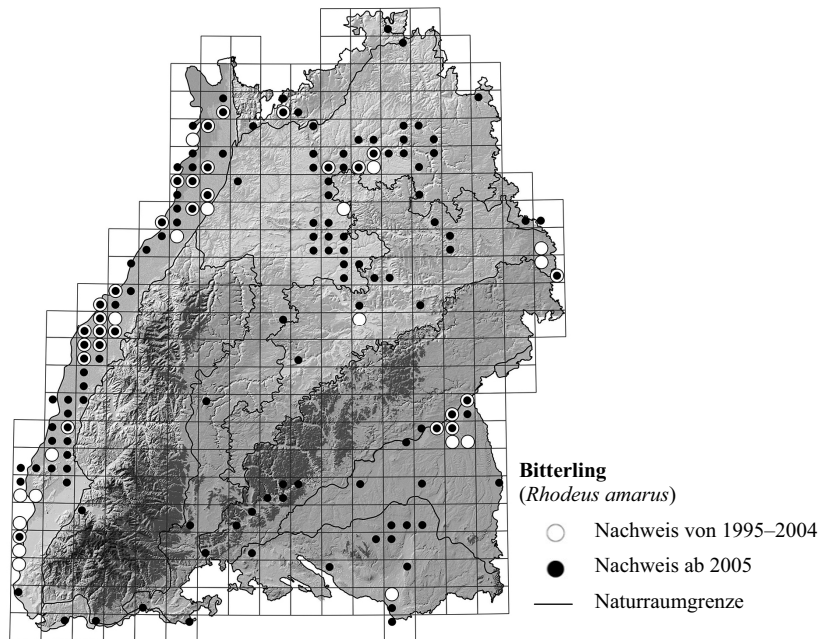 Bitterling
(Rhodeus amarus)
Nachweis von 1995–2004
Nachweis ab 2005
Naturraumgrenze